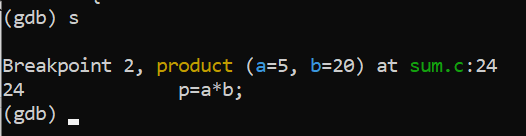 (gdb) s
Breakpoint 2, product (a=5, b=20) at sum.c:24
24 p=a*b;
(gdb)